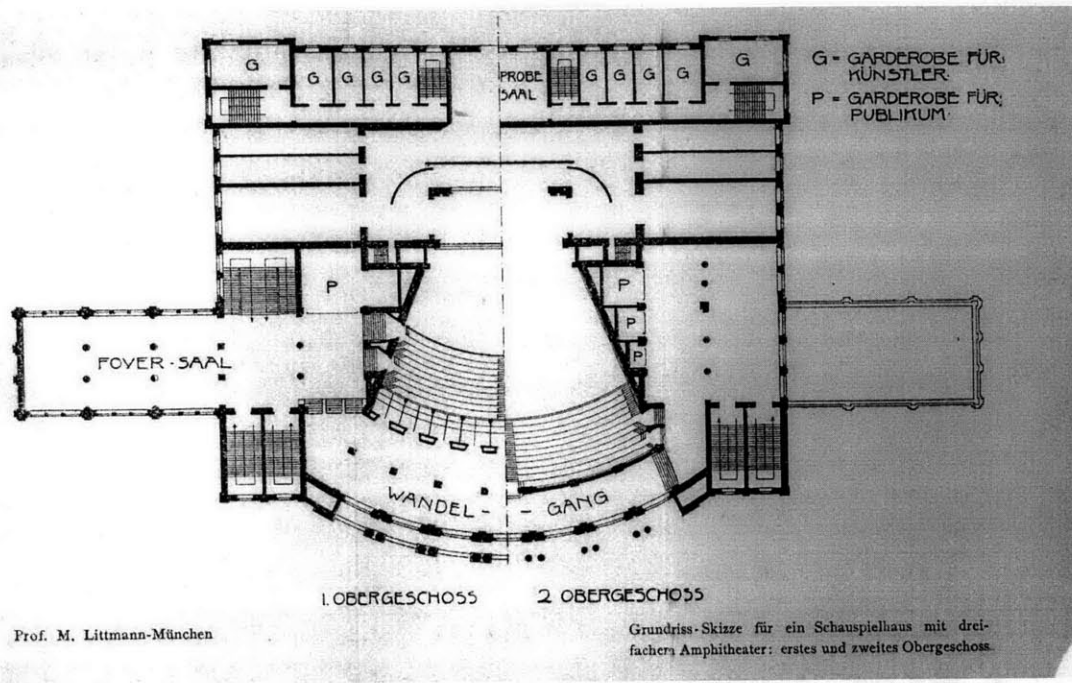 G
G
G
G
G
PROBE
SAAL
G
G
G
G
G
G = GARDEROBE FÜR
KÜNSTLER.
P = GARDEROBE FÜR
PUBLIKUM.
P
P
P
P
FOYER-SAAL
WANDEL-
-GANG
1. OBERGESCHOSS
2 OBERGESCHOSS
Prof. M. Littmann-München
Grundriss-Skizze für ein Schauspielhaus mit drei-
fachem Amphitheater: erstes und zweites Obergeschoss.